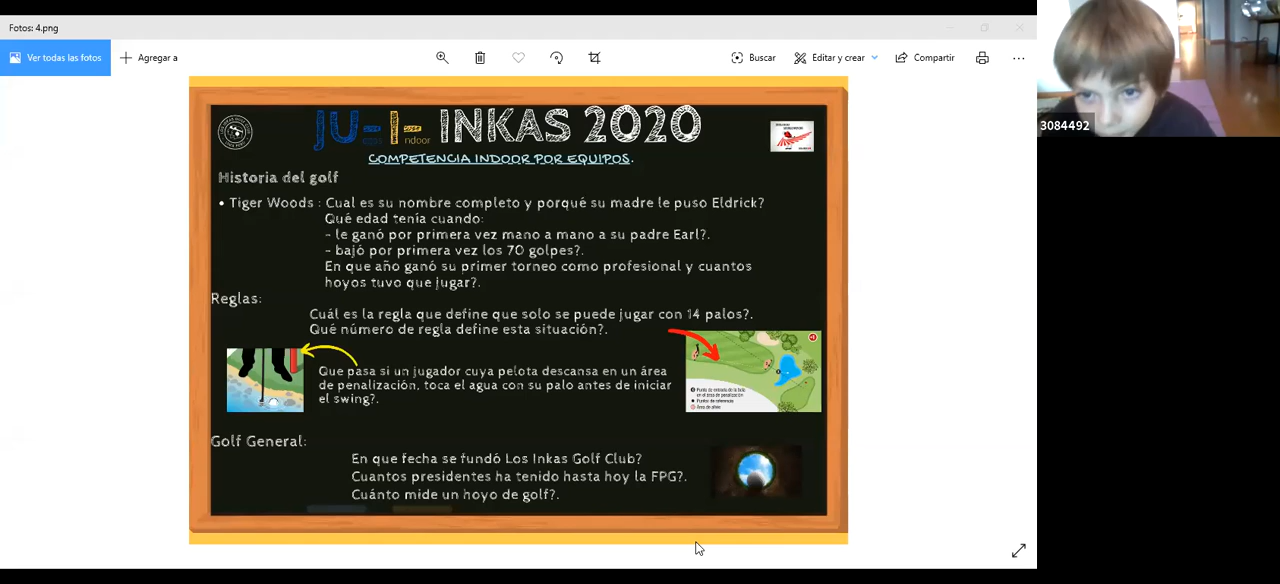 Fotos: 4.png
Ver todas las fotos
Agregar a
Buscar
Editar y crear
Compartir
3084492
JU-I- INKAS 2020
ndoor
COMPETENCIA INDOOR POR EQUIPOS.
Historia del golf
• Tiger Woods : Cual es su nombre completo y porqué su madre le puso Eldrick?
Qué edad tenía cuando:
- le ganó por primera vez mano a mano a su padre Earl?.
- bajó por primera vez los 70 golpes?.
En que año ganó su primer torneo como profesional y cuantos
hoyos tuvo que jugar?.
Reglas:
Cuál es la regla que define que solo se puede jugar con 14 palos?.
Qué número de regla define esta situación?.
Que pasa si un jugador cuya pelota descansa en un área
de penalización, toca el agua con su palo antes de iniciar
el swing?.
Golf General:
En que fecha se fundó Los Inkas Golf Club?
Cuantos presidentes ha tenido hasta hoy la FPG?.
Cuánto mide un hoyo de golf?.